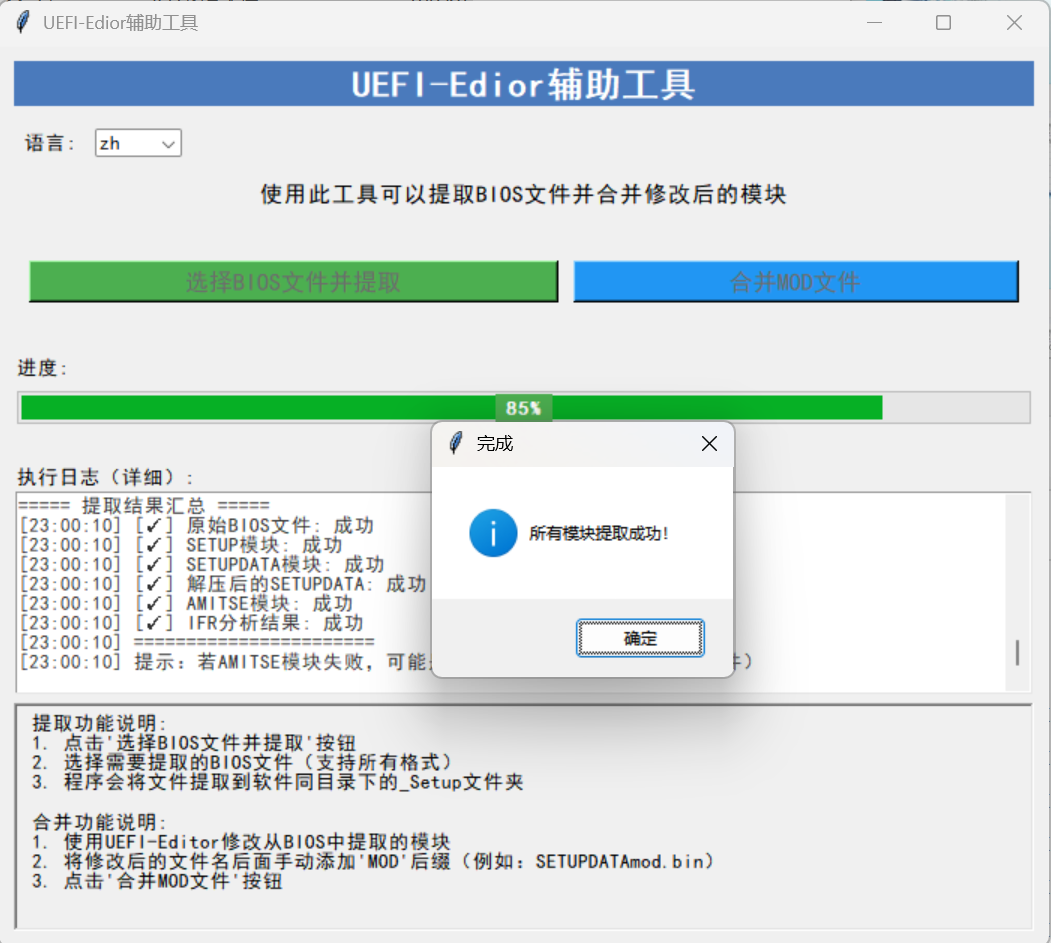 UEFI-Edior辅助工具
UEFI-Edior辅助工具
语言: zh
使用此工具可以提取BIOS文件并合并修改后的模块
选择BIOS文件并提取 合并MOD文件
进度:
85%
完成
所有模块提取成功!
确定
执行日志（详细）:
===== 提取结果汇总 =====
[23:00:10] [✓] 原始BIOS文件: 成功
[23:00:10] [✓] SETUP模块: 成功
[23:00:10] [✓] SETUPDATA模块: 成功
[23:00:10] [✓] 解压后的SETUPDATA: 成功
[23:00:10] [✓] AMITSE模块: 成功
[23:00:10] [✓] IFR分析结果: 成功
[23:00:10] =======================
[23:00:10] 提示：若AMITSE模块失败，可能
提取功能说明:
1. 点击'选择BIOS文件并提取'按钮
2. 选择需要提取的BIOS文件（支持所有格式）
3. 程序会将文件提取到软件同目录下的_Setup文件夹
合并功能说明:
1. 使用UEFI-Editor修改从BIOS中提取的模块
2. 将修改后的文件名后面手动添加'MOD'后缀（例如：SETUPDATAmod.bin）
3. 点击'合并MOD文件'按钮